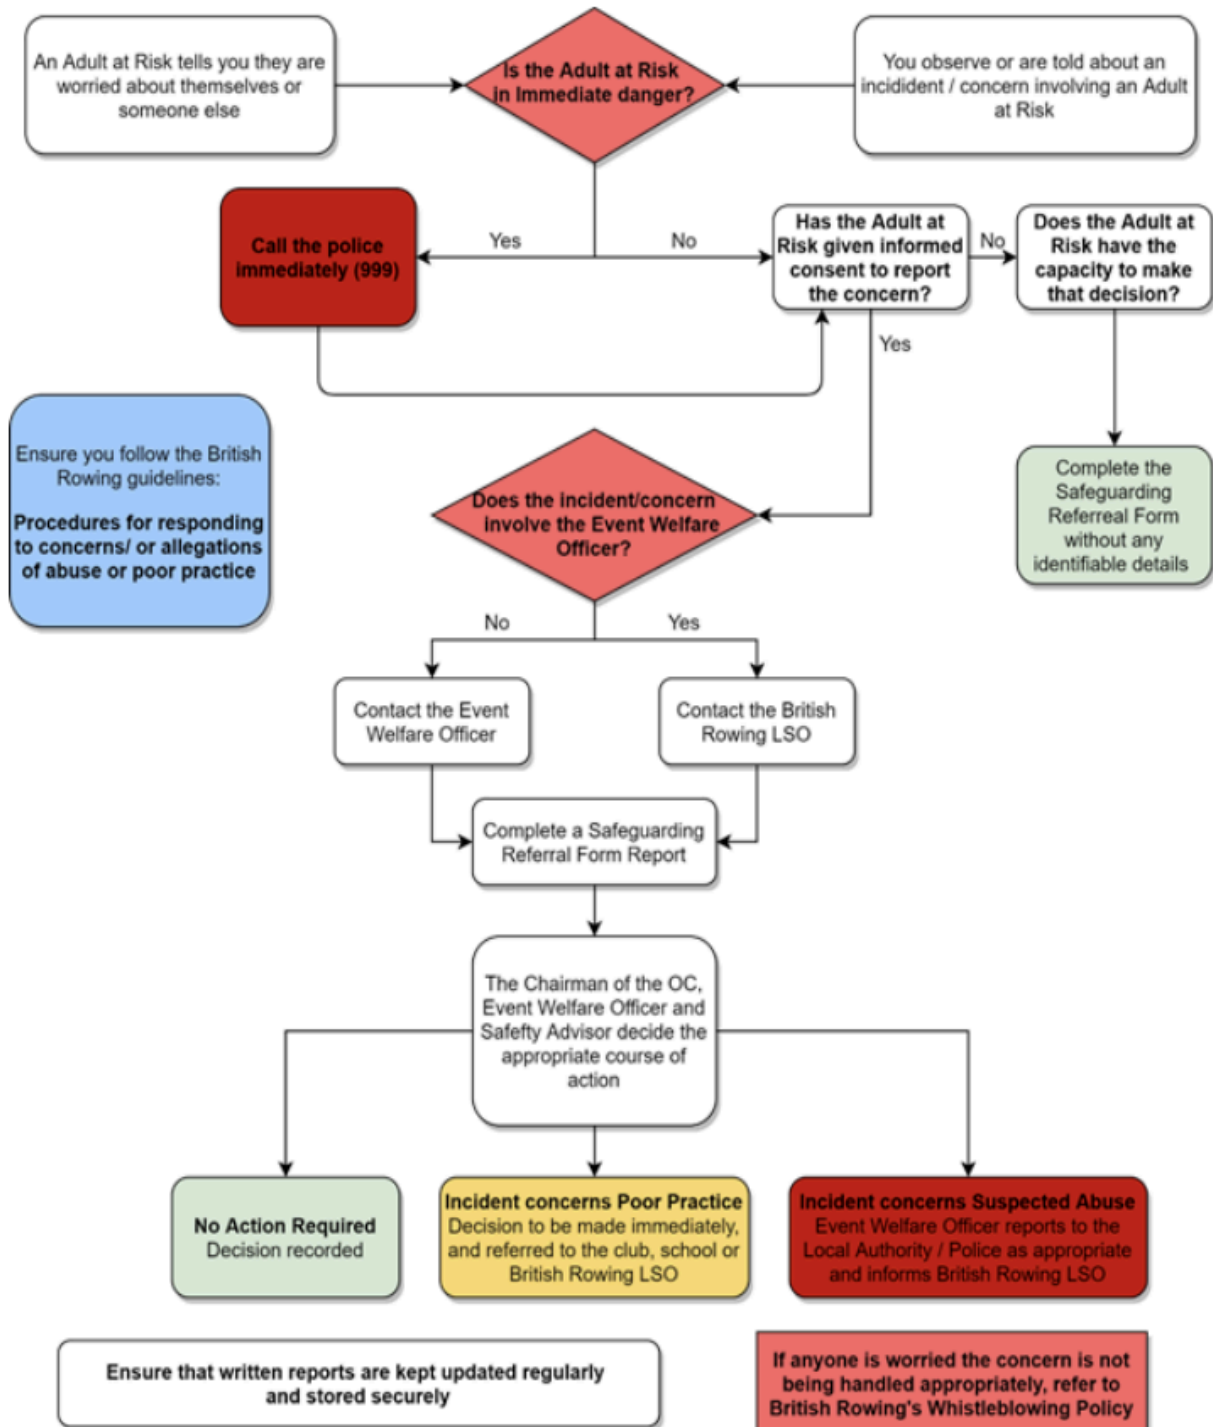 An Adult at Risk tells you they are
worried about themselves or
someone else
Is the Adult at Risk
in Immediate danger?
You observe or are told about an
incidident / concern involving an Adult
at Risk
Call the police
immediately (999)
Yes
No
Has the Adult at
Risk given informed
consent to report
the concern?
No
Does the Adult at
Risk have the
capacity to make
that decision?
Yes
Ensure you follow the British
Rowing guidelines:
Procedures for responding
to concerns/ or allegations
of abuse or poor practice
Does the incident/concern
involve the Event Welfare
Officer?
Complete the
Safeguarding
Referreal Form
without any
identifiable details
No
Yes
Contact the Event
Welfare Officer
Contact the British
Rowing LSO
Complete a Safeguarding
Referral Form Report
The Chairman of the OC,
Event Welfare Officer and
Safefty Advisor decide the
appropriate course of
action
No Action Required
Decision recorded
Incident concerns Poor Practice
Decision to be made immediately,
and referred to the club, school or
British Rowing LSO
Incident concerns Suspected Abuse
Event Welfare Officer reports to the
Local Authority / Police as appropriate
and informs British Rowing LSO
Ensure that written reports are kept updated regularly
and stored securely
If anyone is worried the concern is not
being handled appropriately, refer to
British Rowing's Whistleblowing Policy